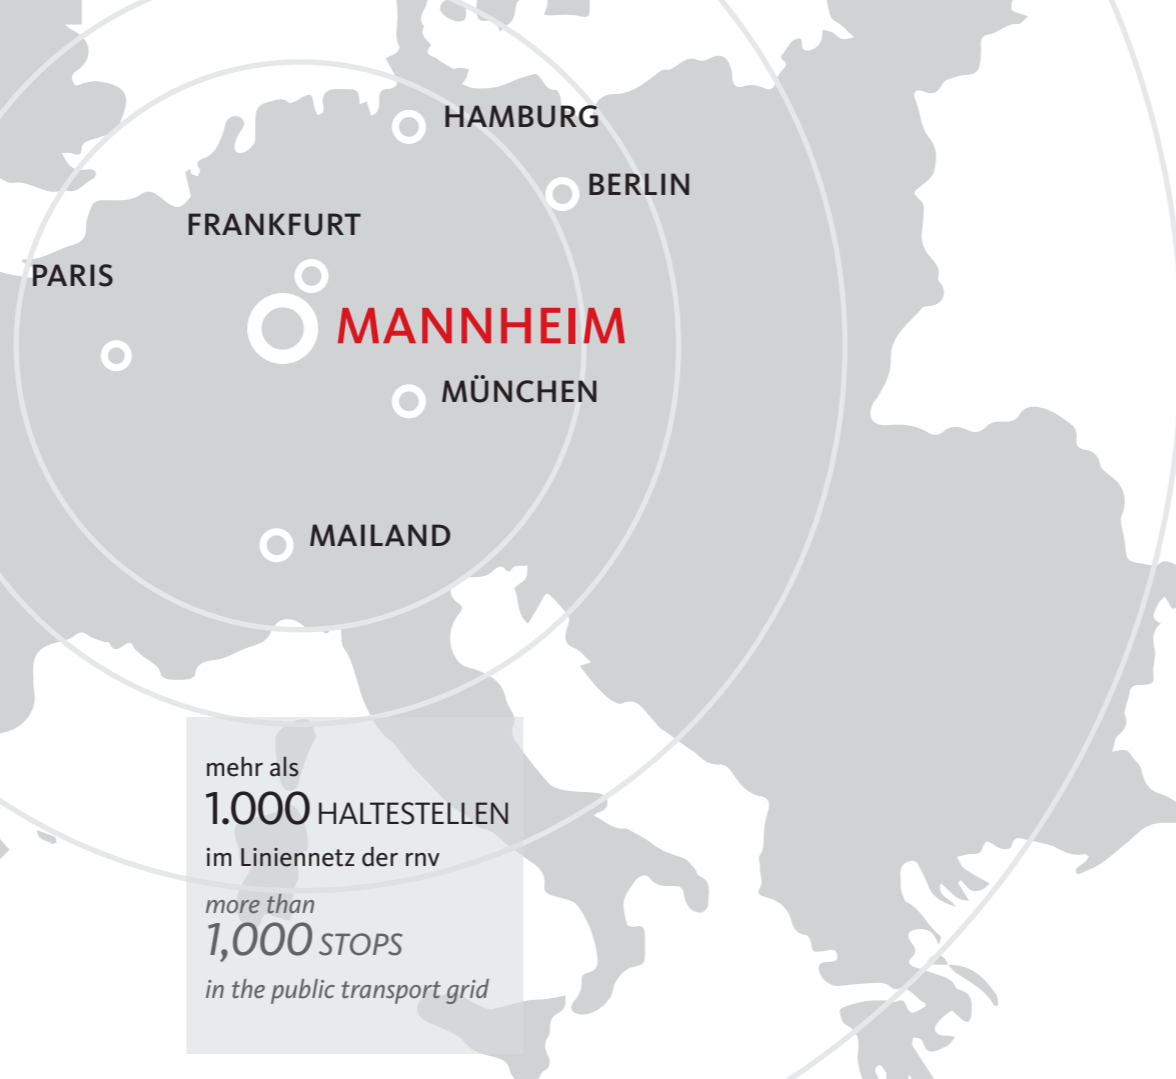 HAMBURG
BERLIN
FRANKFURT
PARIS
MANNHEIM
MÜNCHEN
MAILAND
mehr als
1.000 HALTESTELLEN
im Liniennetz der rnv
more than
1,000 STOPS
in the public transport grid